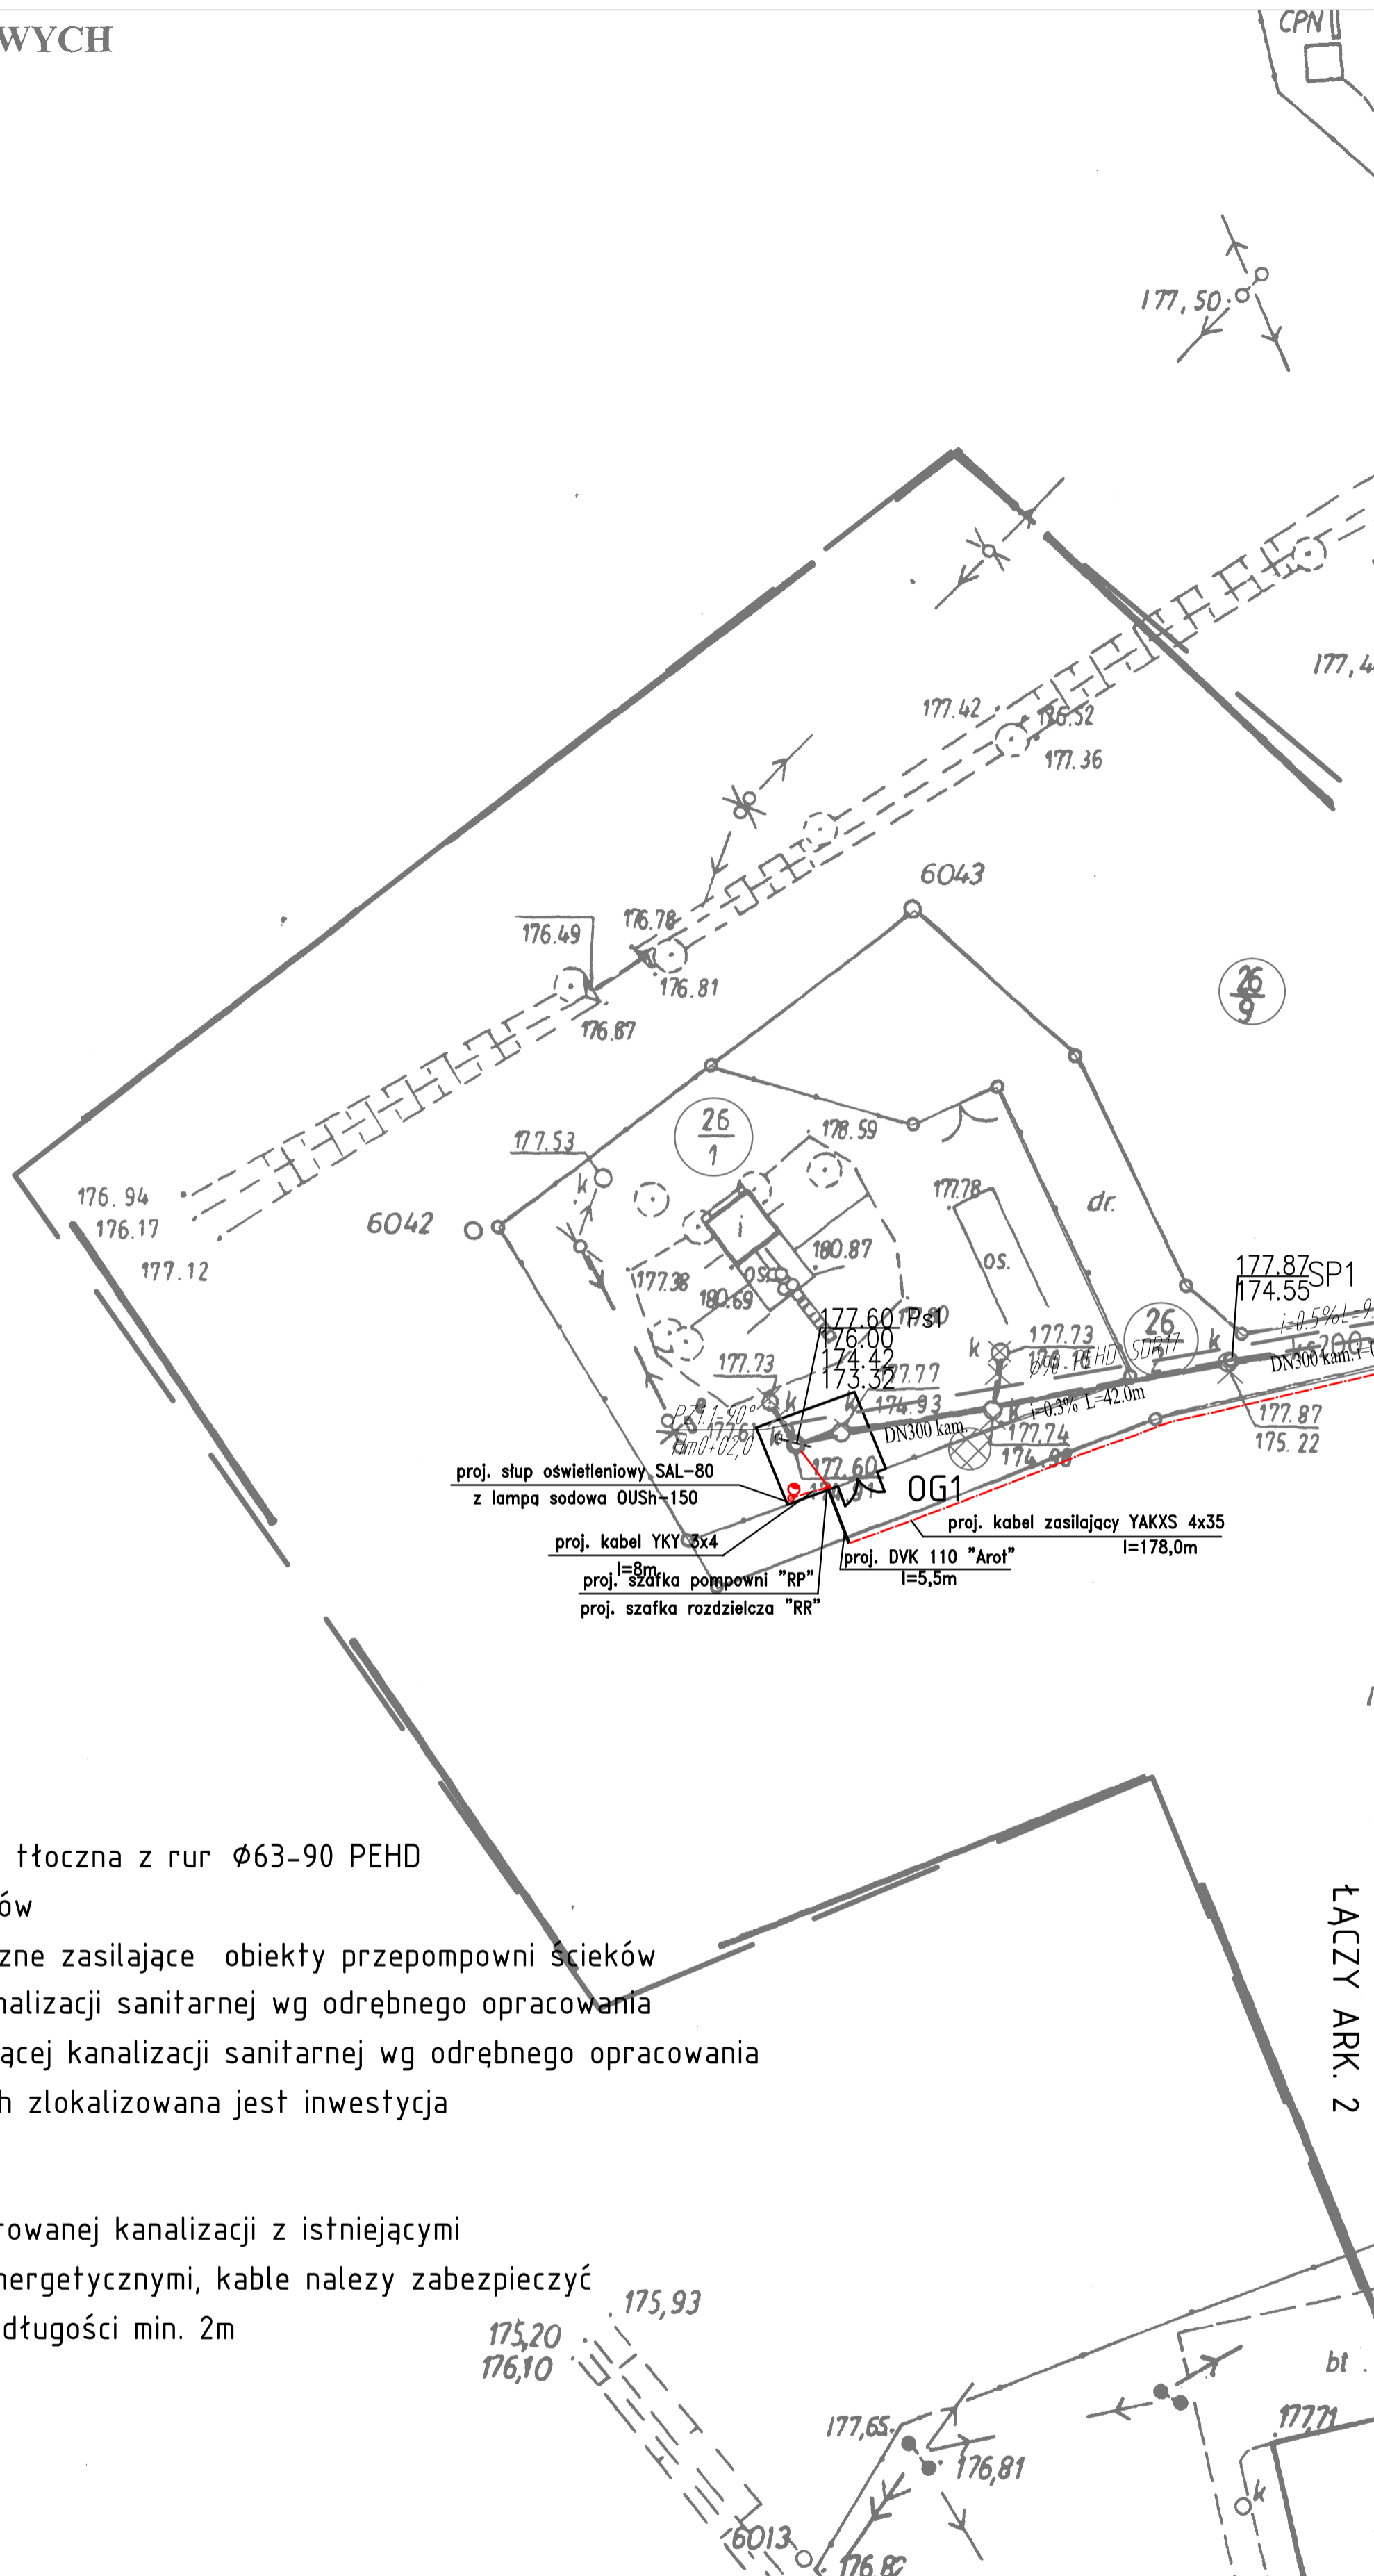 WYCH
CPN
177,50
177.42
176.52
177.36
6043
176.49
176.78
176.81
176.87
26
9
26
1
178.59
177.53
k
177.78
dr.
176.94
176.17
177.12
6042
i
os.
180.87
177.38
180.69
177.87
174.55
SP1
26
k
177.60 Ps1
176.00
174.42
173.32
177.73
177.73
177.77
174.93
DN300 kam.
i=0.3% L=42.0m
k
177.74
177.87
175.22
177.60
OG1
proj. słup oświetleniowy SAL-80
z lampą sodowa OUSh-150
proj. kabel YKY 3x4
l=8m
proj. szafka pompowni "RP"
proj. szafka rozdzielcza "RR"
proj. DVK 110 "Arot"
l=5,5m
proj. kabel zasilający YAKXS 4x35
l=178,0m
tłoczna z rur Ø63-90 PEHD
ów
zne zasilające obiekty przepompowni ścieków
nalizacji sanitarnej wg odrębnego opracowania
ącej kanalizacji sanitarnej wg odrębnego opracowania
h zlokalizowana jest inwestycja
ŁĄCZY ARK. 2
rowanej kanalizacji z istniejącymi
nergetycznymi, kable nalezy zabezpieczyć
długości min. 2m
175,93
175,20
176,10
bt.
177,65
176,81
177,71
k
6013